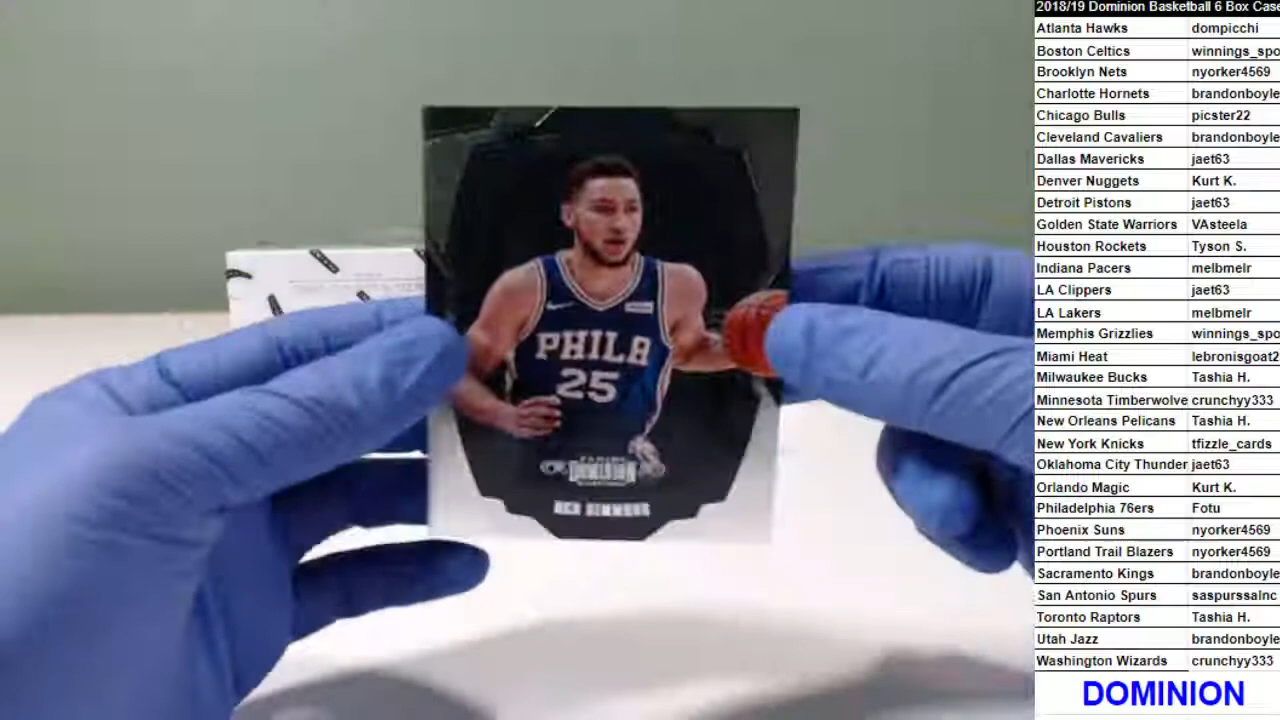 2018/19 Dominion Basketball 6 Box Case
Atlanta Hawks dompicchi
Boston Celtics winnings_spo
Brooklyn Nets nyorker4569
Charlotte Hornets brandonboyle
Chicago Bulls picster22
Cleveland Cavaliers brandonboyle
Dallas Mavericks jaet63
Denver Nuggets Kurt K.
Detroit Pistons jaet63
Golden State Warriors VAsteela
Houston Rockets Tyson S.
Indiana Pacers melbmelr
LA Clippers jaet63
LA Lakers melbmelr
Memphis Grizzlies winnings_spo
Miami Heat lebronisgoat2
Milwaukee Bucks Tashia H.
Minnesota Timberwolve crunchyy333
New Orleans Pelicans Tashia H.
New York Knicks tfizzle_cards
Oklahoma City Thunder jaet63
Orlando Magic Kurt K.
Philadelphia 76ers Fotu
Phoenix Suns nyorker4569
Portland Trail Blazers nyorker4569
Sacramento Kings brandonboyle
San Antonio Spurs saspurssalnc
Toronto Raptors Tashia H.
Utah Jazz brandonboyle
Washington Wizards crunchyy333
DOMINION
PHILA
25
PANINI
DOMINION
BEN SIMMONS